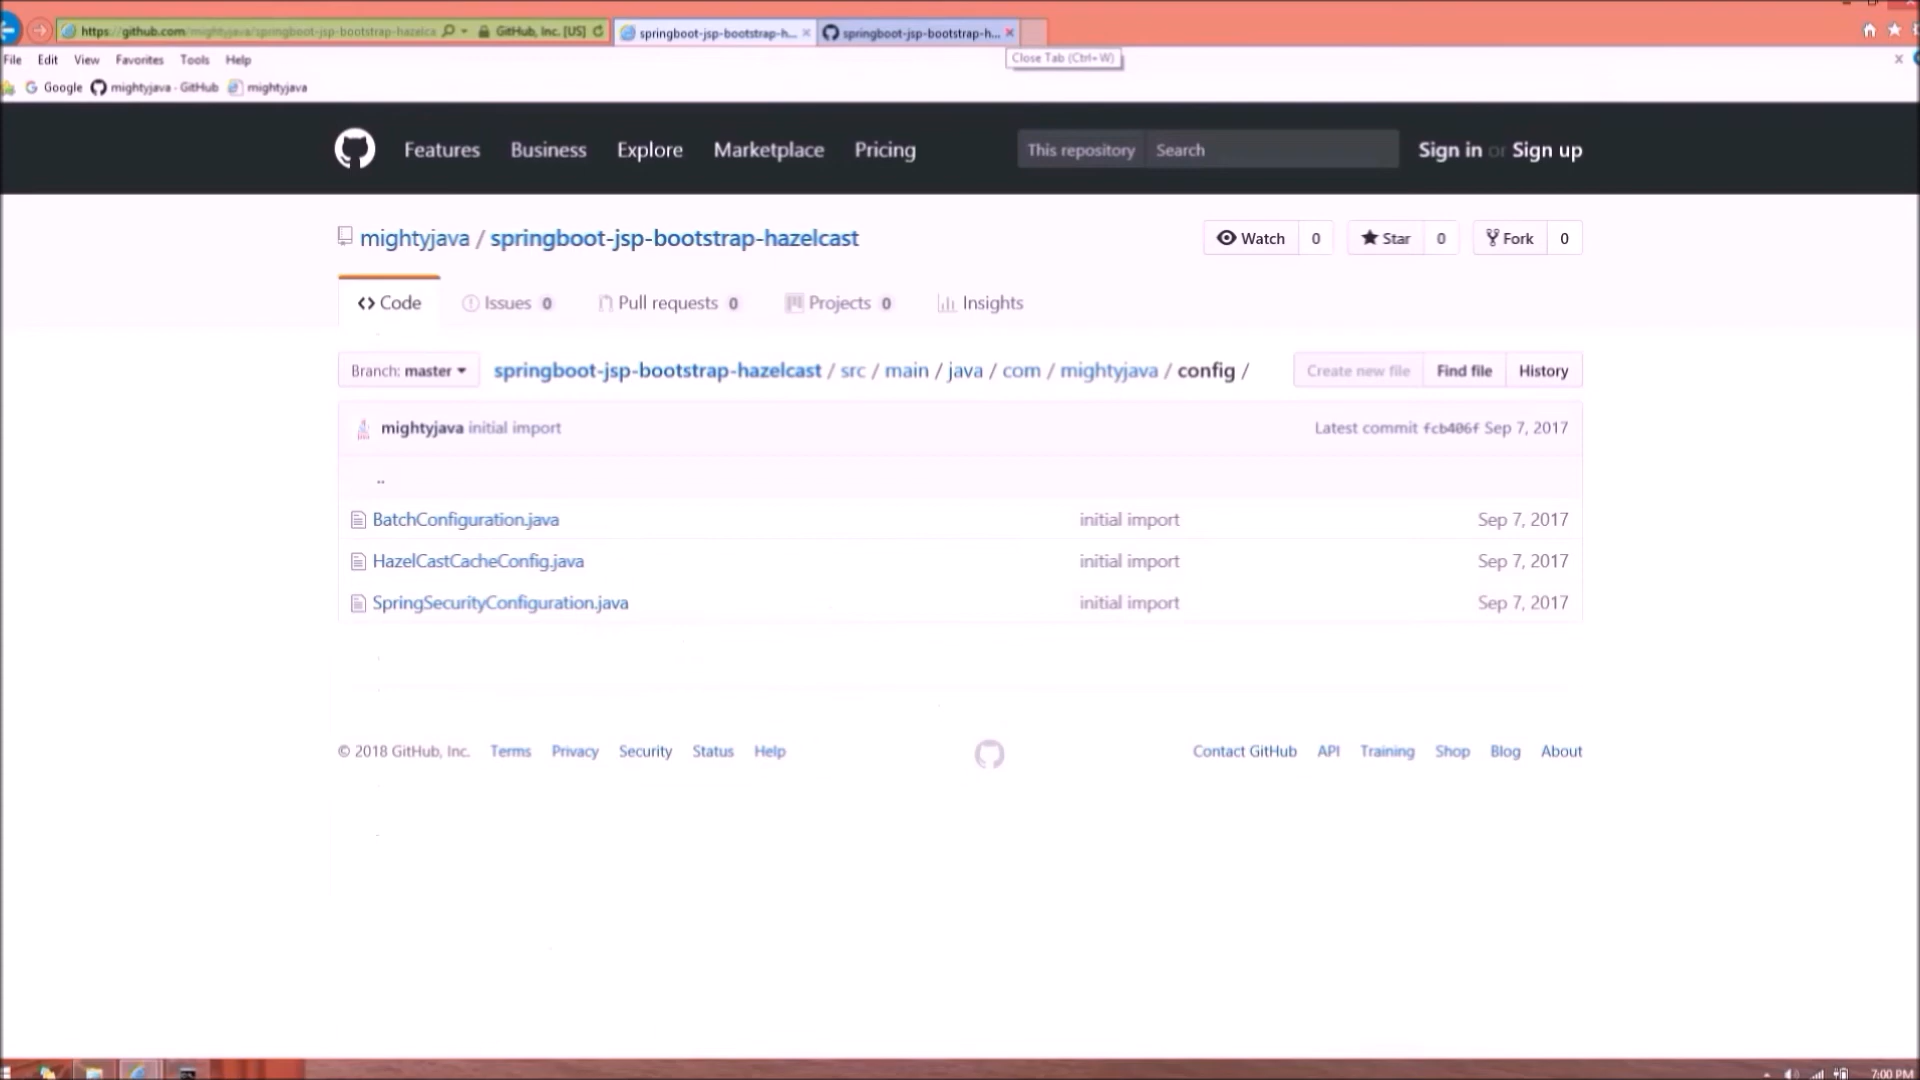 https://github.com/mightyjava/springboot-jsp-bootstrap-hazelca GitHub, Inc. [US] springboot-jsp-bootstrap-h... springboot-jsp-bootstrap-h...
Close Tab (Ctrl+W)
File Edit View Favorites Tools Help
Google mightyjava - GitHub mightyjava
Features Business Explore Marketplace Pricing This repository Search Sign in or Sign up
mightyjava / springboot-jsp-bootstrap-hazelcast Watch 0 Star 0 Fork 0
Code Issues 0 Pull requests 0 Projects 0 Insights
Branch: master springboot-jsp-bootstrap-hazelcast / src / main / java / com / mightyjava / config / Create new file Find file History
mightyjava initial import Latest commit fcb406f Sep 7, 2017
..
BatchConfiguration.java initial import Sep 7, 2017
HazelCastCacheConfig.java initial import Sep 7, 2017
SpringSecurityConfiguration.java initial import Sep 7, 2017
© 2018 GitHub, Inc. Terms Privacy Security Status Help Contact GitHub API Training Shop Blog About
7:00 PM